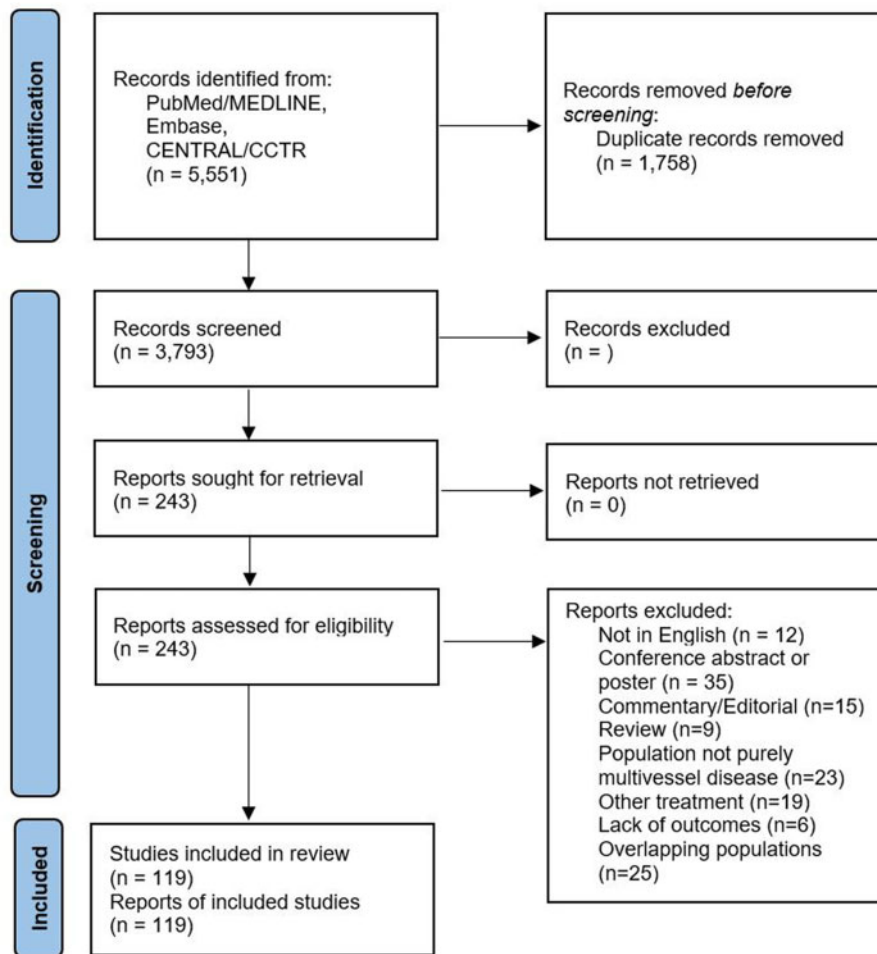 Identification
Records identified from:
PubMed/MEDLINE,
Embase,
CENTRAL/CCTR
(n = 5,551)
Records removed before
screening:
Duplicate records removed
(n = 1,758)
Screening
Records screened
(n = 3,793)
Records excluded
(n = )
Reports sought for retrieval
(n = 243)
Reports not retrieved
(n = 0)
Reports assessed for eligibility
(n = 243)
Reports excluded:
Not in English (n = 12)
Conference abstract or
poster (n = 35)
Commentary/Editorial (n=15)
Review (n=9)
Population not purely
multivessel disease (n=23)
Other treatment (n=19)
Lack of outcomes (n=6)
Overlapping populations
(n=25)
Included
Studies included in review
(n = 119)
Reports of included studies
(n = 119)